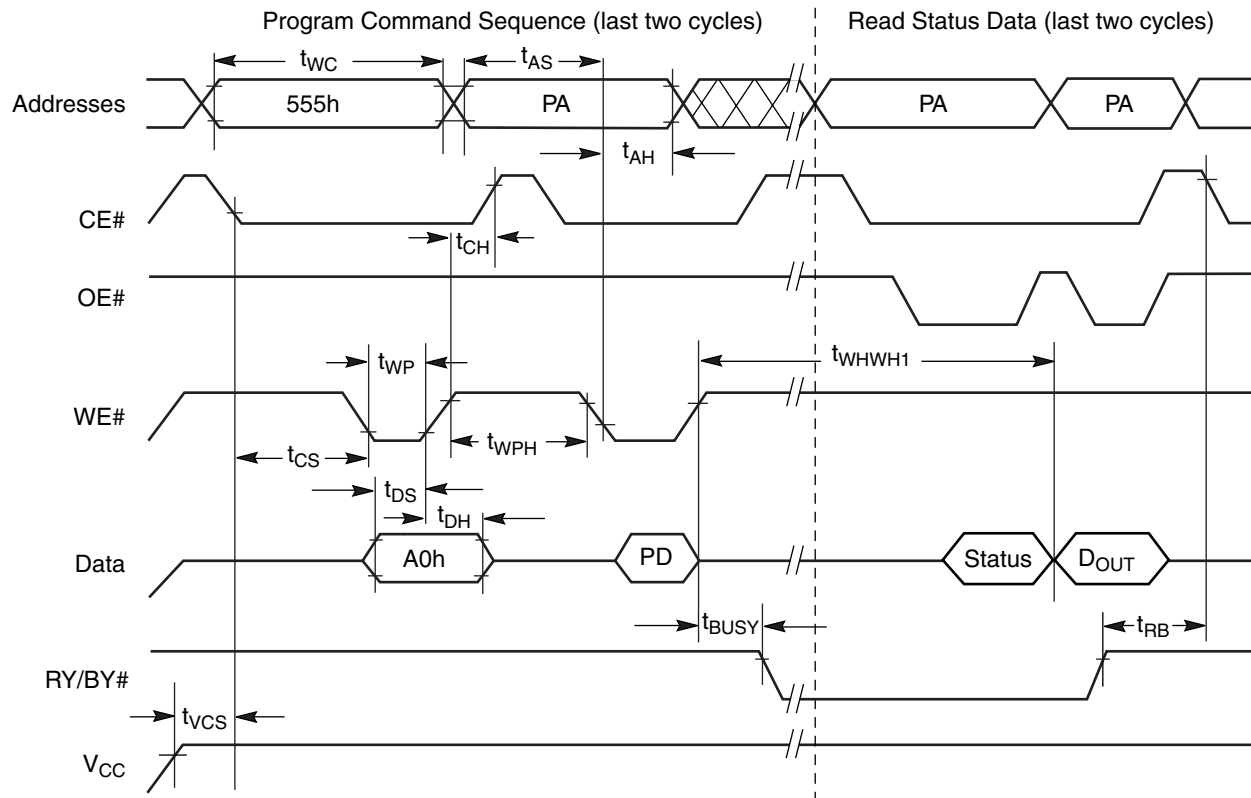 Program Command Sequence (last two cycles) Read Status Data (last two cycles)
tWC tAS
Addresses 555h PA PA PA
tAH
CE#
tCH
OE#
tWP tWHWH1
WE#
tCS tWPH
tDS
tDH
Data A0h PD Status DOUT
tBUSY tRB
RY/BY#
tVCS
VCC